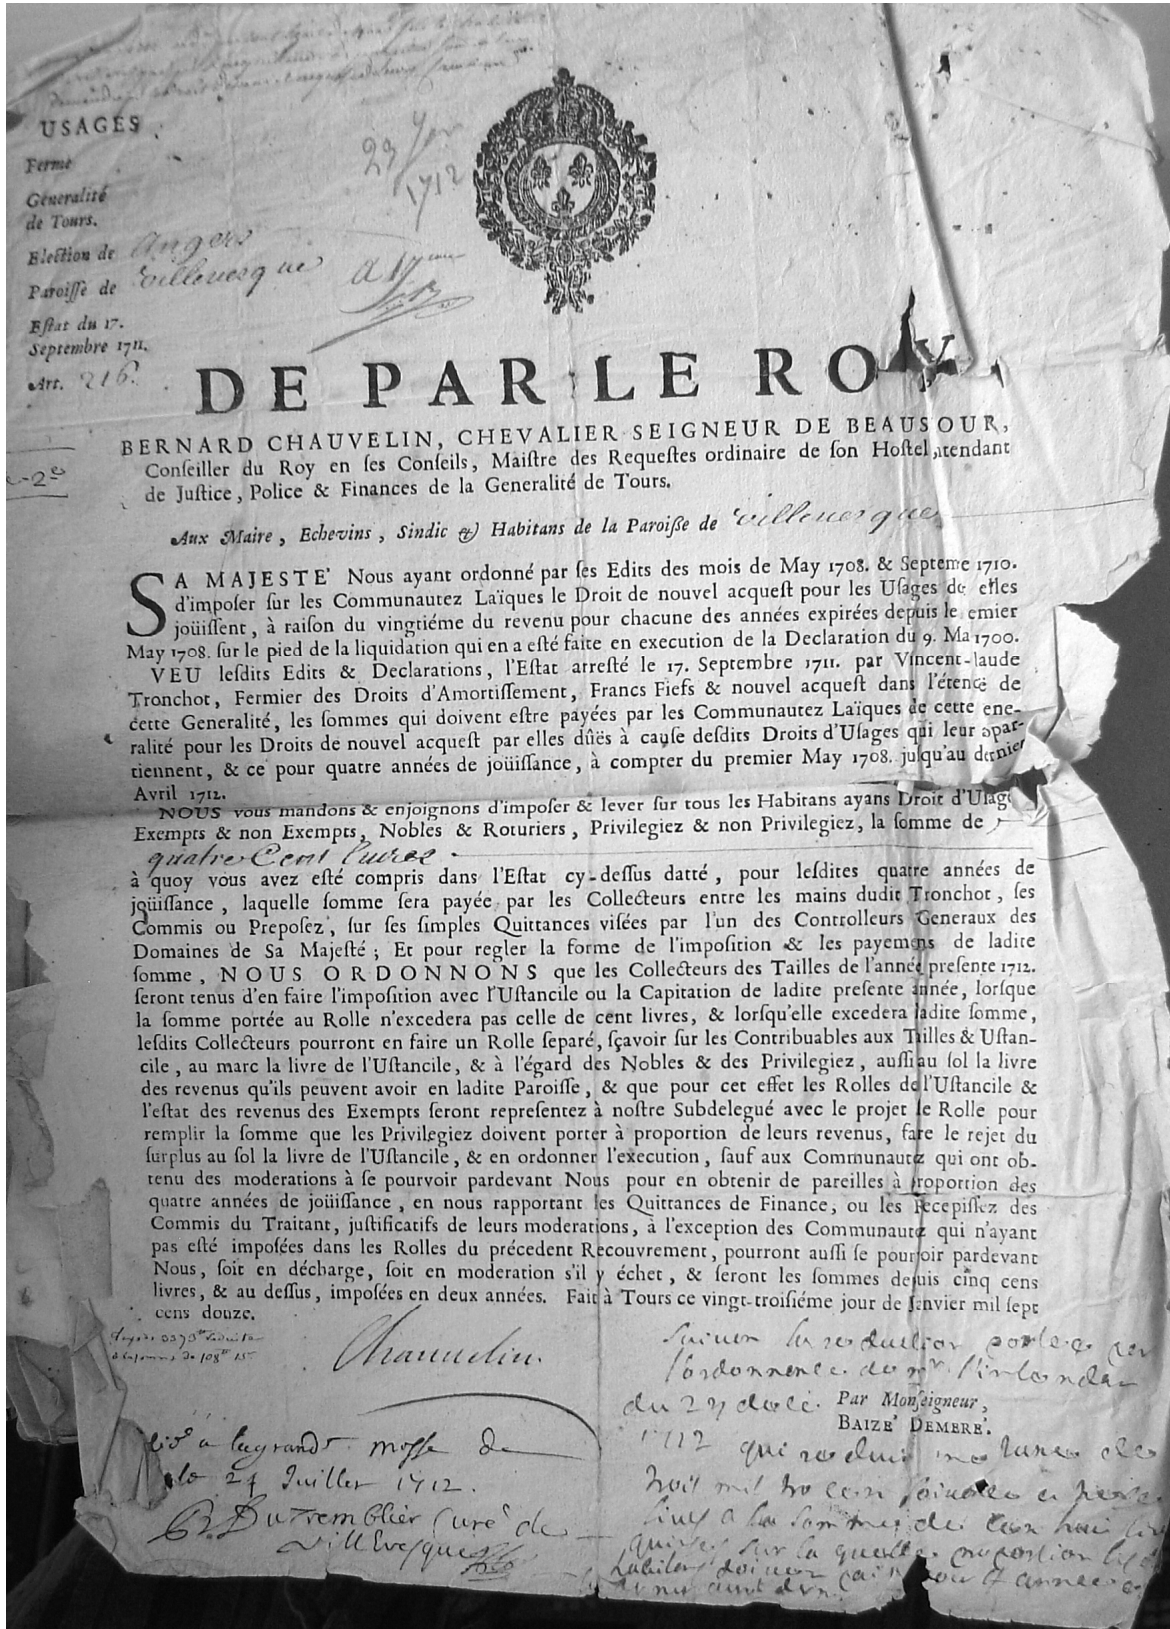 USAGES
Ferme
Generalité
de Tours.
Election de Angers
Paroisse de Villevesque
Estat du 17.
Septembre 1711.
Art. 216.
23
1712
DE PAR LE ROY
BERNARD CHAUVELIN, CHEVALIER SEIGNEUR DE BEAUSOUR,
Conseiller du Roy en ses Conseils, Maistre des Requestes ordinaire de son Hostel, tendant
de Justice, Police & Finances de la Generalité de Tours.
Aux Maire, Echevins, Sindic & Habitans de la Paroisse de Villevesque
SA MAJESTE' Nous ayant ordonné par ses Edits des mois de May 1708. & Septeme 1710.
d'imposer sur les Communautez Laïques le Droit de nouvel acquest pour les Usages de elles
joüissent, à raison du vingtiéme du revenu pour chacune des années expirées depuis le emier
May 1708. sur le pied de la liquidation qui en a esté faite en execution de la Declaration du 9. Ma 1700.
VEU lesdits Edits & Declarations, l'Estat arresté le 17. Septembre 1711. par Vincent-laude
Tronchot, Fermier des Droits d'Amortissement, Francs Fiefs & nouvel acquest dans l'étenë de
cette Generalité, les sommes qui doivent estre payées par les Communautez Laïques de cette ene-
ralité pour les Droits de nouvel acquest par elles dûës à cause desdits Droits d'Usages qui leur apar-
tiennent, & ce pour quatre années de joüissance, à compter du premier May 1708. jusqu'au dernier
Avril 1712.
NOUS vous mandons & enjoignons d'imposer & lever sur tous les Habitans ayans Droit d'Usage
Exempts & non Exempts, Nobles & Roturiers, Privilegiez & non Privilegiez, la somme de
quatre Cent livres
à quoy vous avez esté compris dans l'Estat cy-dessus datté, pour lesdites quatre années de
joüissance, laquelle somme sera payée par les Collecteurs entre les mains dudit Tronchot, ses
Commis ou Preposez, sur ses simples Quittances visées par l'un des Controlleurs Generaux des
Domaines de Sa Majesté; Et pour regler la forme de l'imposition & les payemens de ladite
somme, NOUS ORDONNONS que les Collecteurs des Tailles de l'année presente 1712.
seront tenus d'en faire l'imposition avec l'Ustancile ou la Capitation de ladite presente année, lorsque
la somme portée au Rolle n'excedera pas celle de cent livres, & lorsqu'elle excedera ladite somme,
lesdits Collecteurs pourront en faire un Rolle separé, sçavoir sur les Contribuables aux Tailles & Ustan-
cile, au marc la livre de l'Ustancile, & à l'égard des Nobles & des Privilegiez, aussi au sol la livre
des revenus qu'ils peuvent avoir en ladite Paroisse, & que pour cet effet les Rolles de l'Ustancile &
l'estat des revenus des Exempts seront representez à nostre Subdelegué avec le projet le Rolle pour
remplir la somme que les Privilegiez doivent porter à proportion de leurs revenus, fare le rejet du
surplus au sol la livre de l'Ustancile, & en ordonner l'execution, sauf aux Communautez qui ont ob-
tenu des moderations à se pourvoir pardevant Nous pour en obtenir de pareilles à proportion des
quatre années de joüissance, en nous rapportant les Quittances de Finance, ou les Recepissez des
Commis du Traitant, justificatifs de leurs moderations, à l'exception des Communautez qui n'ayant
pas esté imposées dans les Rolles du précedent Recouvrement, pourront aussi se pourvoir pardevant
Nous, soit en décharge, soit en moderation s'il y échet, & seront les sommes depuis cinq cens
livres, & au dessus, imposées en deux années. Fait à Tours ce vingt-troisiéme jour de Janvier mil sept
cens douze.
Chauvelin.
suivan la reduction portee par
l'ordonnence de mr. l'intendan
du 27
Par Monseigneur,
BAIZE' DEMERE'.
1712 qui
a la grande messe de
le 24 Juillet 1712.
Du Tremblier Curé de
Villevesque